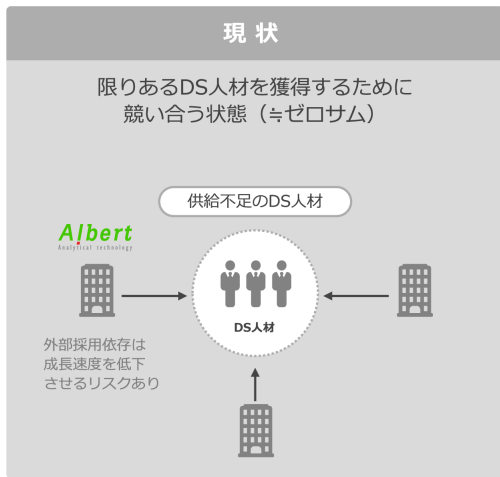 現 状
限りあるDS人材を獲得するために
競い合う状態（≒ゼロサム）
供給不足のDS人材
Albert
Analytical technology
DS人材
外部採用依存は
成長速度を低下
させるリスクあり